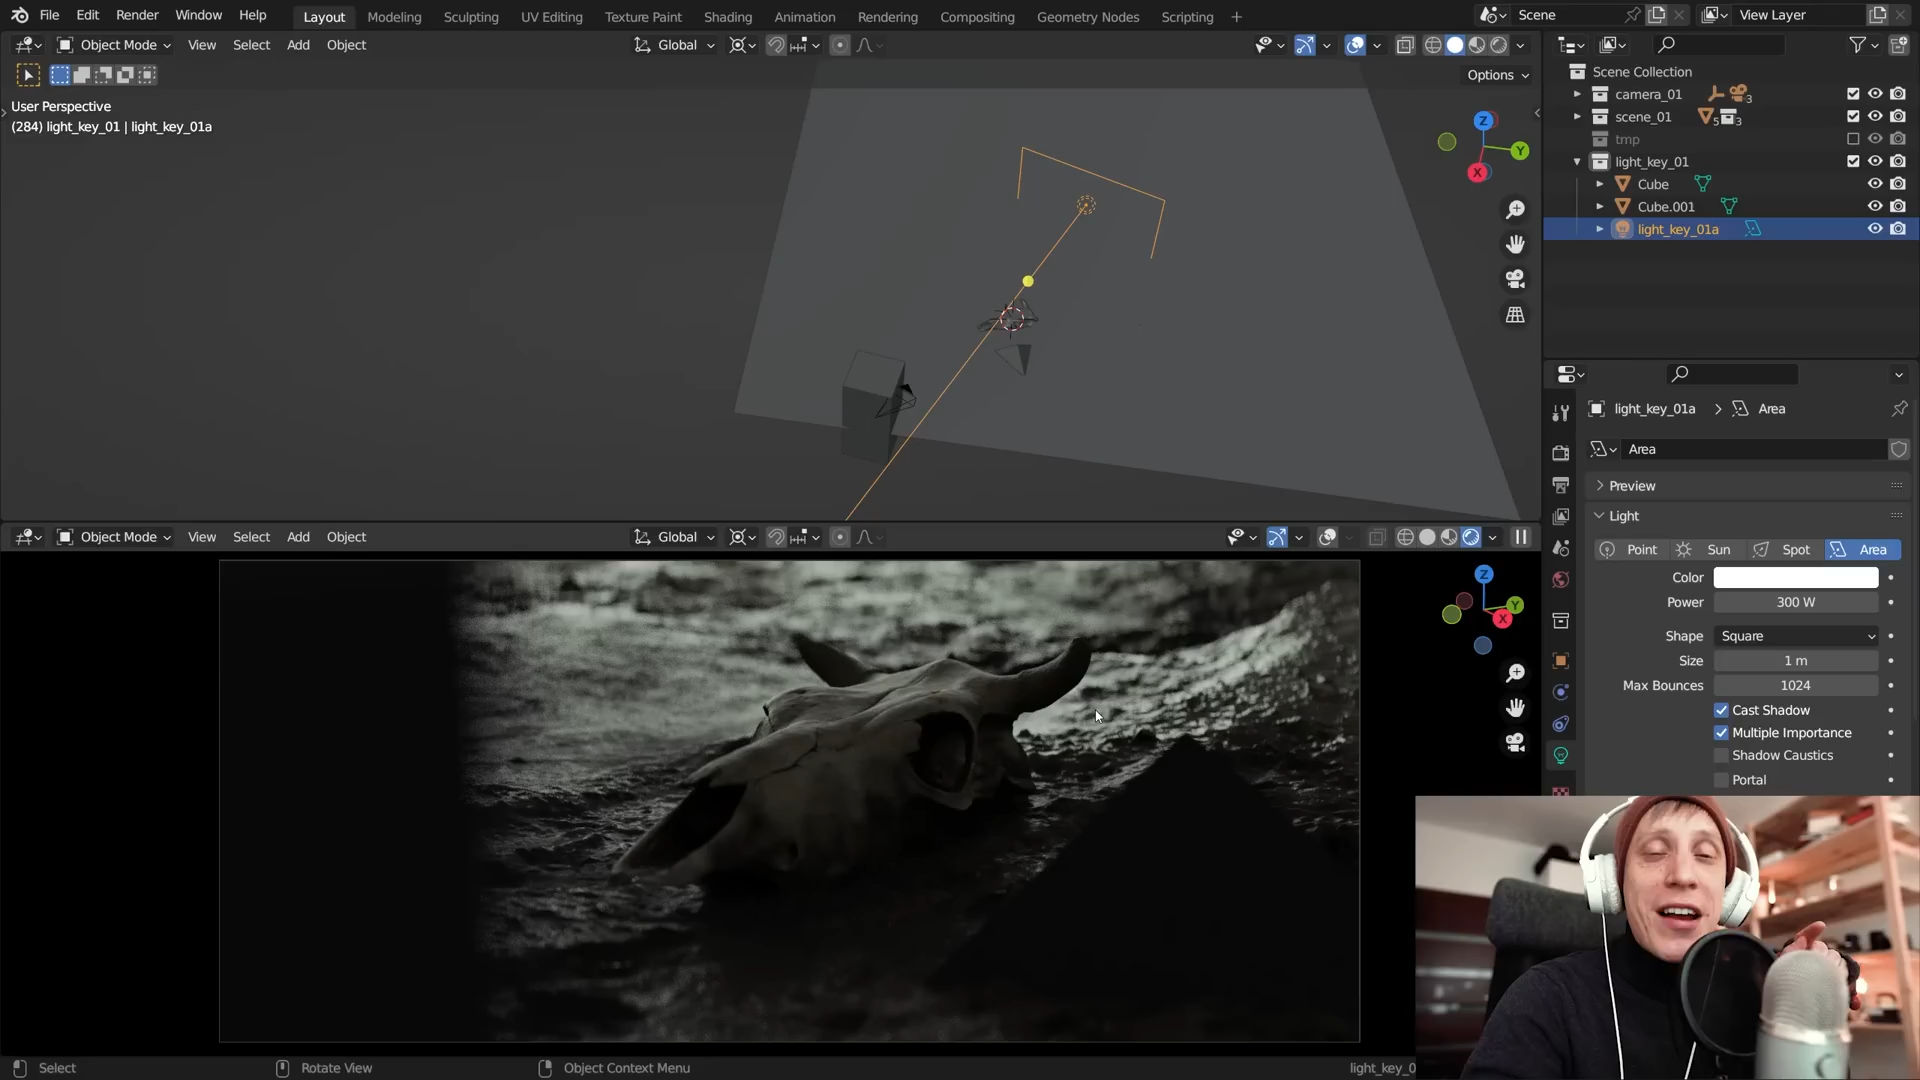 File Edit Render Window Help Layout Modeling Sculpting UV Editing Texture Paint Shading Animation Rendering Compositing Geometry Nodes Scripting + Scene View Layer
Object Mode View Select Add Object Global
Options
User Perspective
(284) light_key_01 | light_key_01a
Z
Y
X
Scene Collection
camera_01 3
scene_01 5 3
tmp
light_key_01
Cube
Cube.001
light_key_01a
light_key_01a > Area
Area
Preview
Light
Point Sun Spot Area
Color
Power 300 W
Shape Square
Size 1 m
Max Bounces 1024
Cast Shadow
Multiple Importance
Shadow Caustics
Portal
Object Mode View Select Add Object Global
Z
Y
X
Select Rotate View Object Context Menu light_key_0